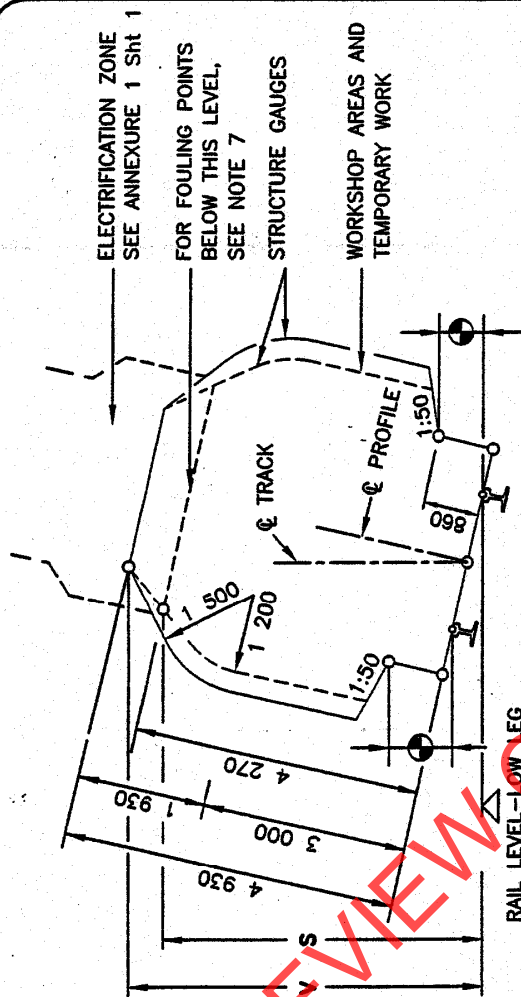 ELECTRIFICATION ZONE
SEE ANNEXURE 1 Sht 1
FOR FOULING POINTS
BELOW THIS LEVEL,
SEE NOTE 7
STRUCTURE GAUGES
WORKSHOP AREAS AND
TEMPORARY WORK
℄ TRACK
℄ PROFILE
1 500
1 200
1:50
1:50
860
4 270
1 930
3 000
4 930
S
V
RAIL LEVEL-LOW LEG